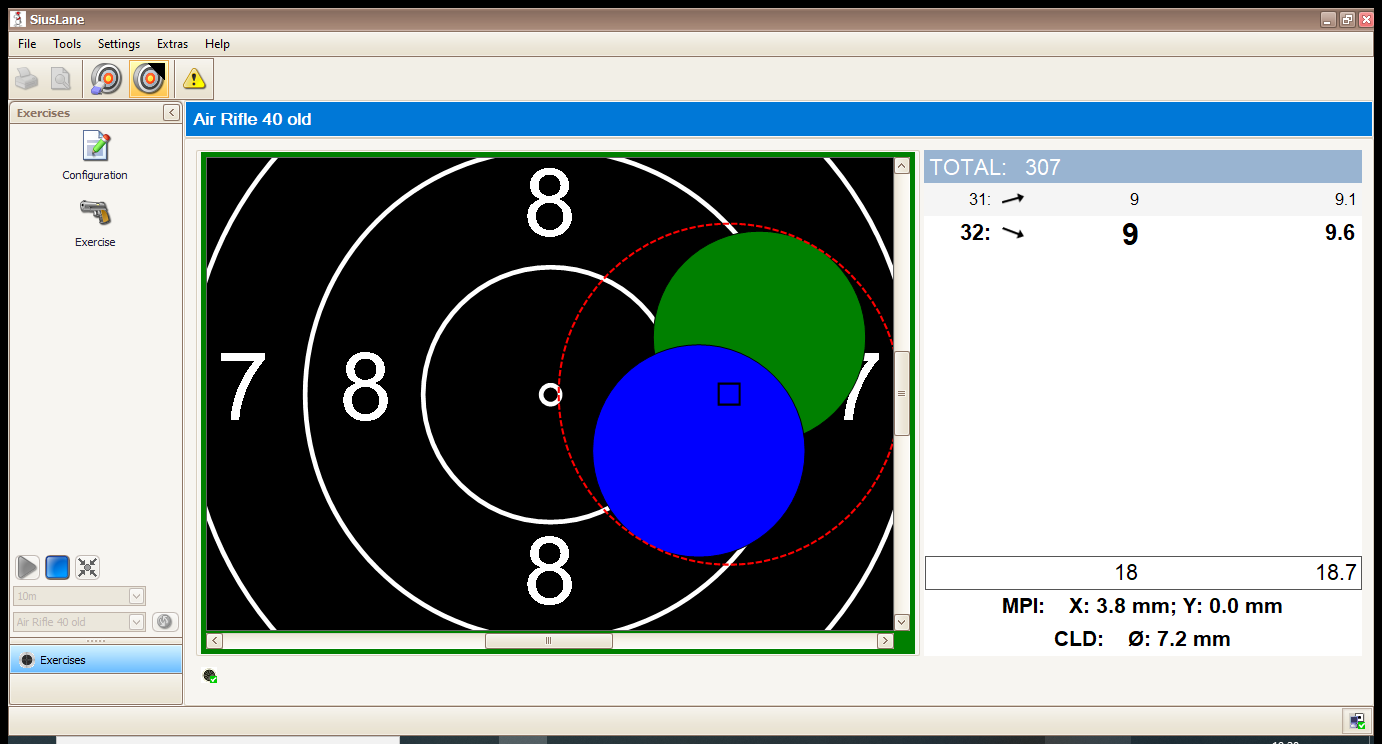 SiusLane
File Tools Settings Extras Help
Exercises
Configuration
Exercise
10m
Air Rifle 40 old
Exercises
Air Rifle 40 old
8
7 8 7
8
TOTAL: 307
31: 9 9.1
32: 9 9.6
18 18.7
MPI: X: 3.8 mm; Y: 0.0 mm
CLD: Ø: 7.2 mm